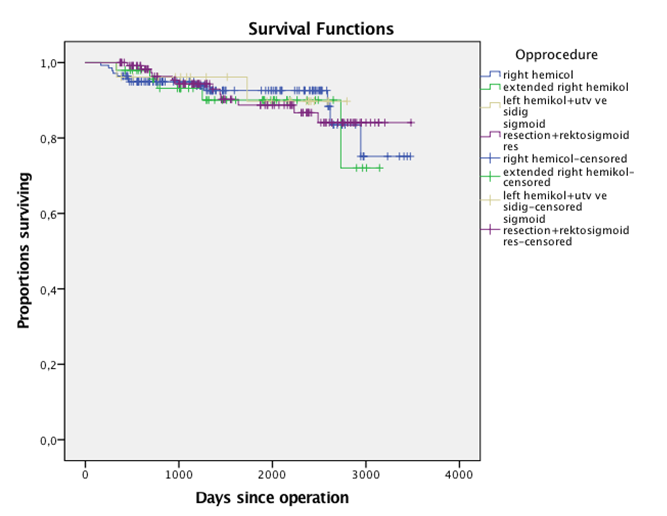 Survival Functions
Opprocedure
right hemicol
extended right hemikol
left hemikol+utv ve
sidig
sigmoid
resection+rektosigmoid
res
right hemicol-censored
extended right hemikol-
censored
left hemikol+utv ve
sidig-censored
sigmoid
resection+rektosigmoid
res-censored
Proportions surviving
1,0
0,8
0,6
0,4
0,2
0,0
0
1000
2000
3000
4000
Days since operation